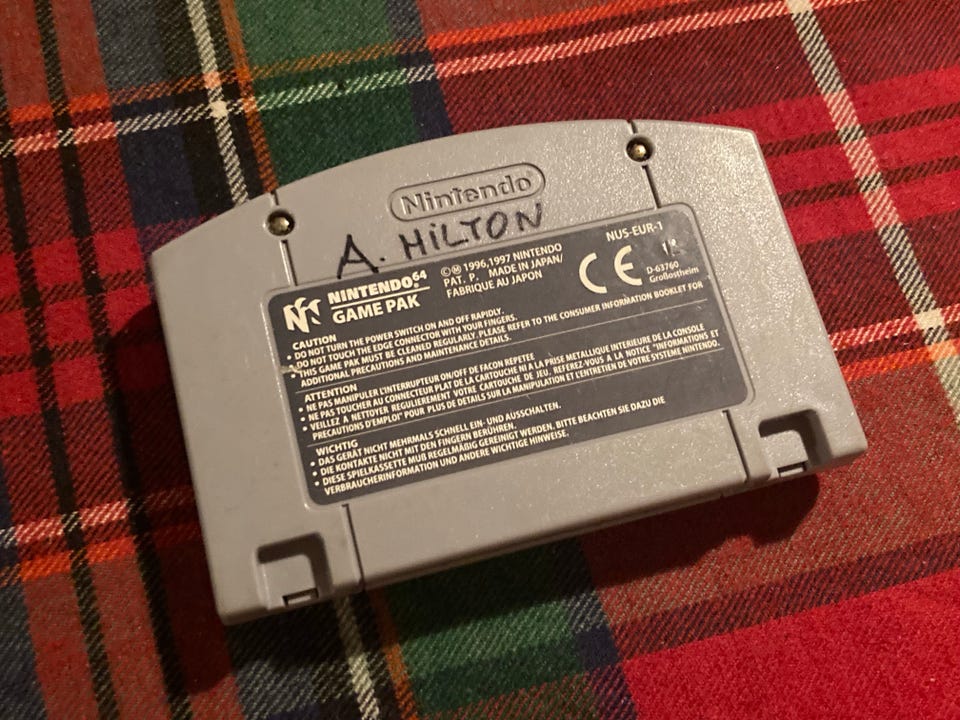 Nintendo
A. HiLTON
NINTENDO64
GAME PAK
©Ⓜ 1996,1997 NINTENDO
PAT. P. MADE IN JAPAN/
FABRIQUE AU JAPON
NUS-EUR-1
CE
D-63760
Großostheim
CAUTION
• DO NOT TURN THE POWER SWITCH ON AND OFF RAPIDLY.
• DO NOT TOUCH THE EDGE CONNECTOR WITH YOUR FINGERS.
• THIS GAME PAK MUST BE CLEANED REGULARLY. PLEASE REFER TO THE CONSUMER INFORMATION BOOKLET FOR
ADDITIONAL PRECAUTIONS AND MAINTENANCE DETAILS.
ATTENTION
• NE PAS MANIPULER L'INTERRUPTEUR ON/OFF DE FACON REPETEE
• NE PAS TOUCHER AU CONNECTEUR PLAT DE LA CARTOUCHE NI A LA PRISE METALLIQUE INTERIEURE DE LA CONSOLE
• VEILLEZ A NETTOYER REGULIEREMENT VOTRE CARTOUCHE DE JEU. REFEREZ-VOUS A LA NOTICE "INFORMATIONS ET
PRECAUTIONS D'EMPLOI" POUR PLUS DE DETAILS SUR LA MANIPULATION ET L'ENTRETIEN DE VOTRE SYSTEME NINTENDO.
WICHTIG
• DAS GERÄT NICHT MEHRMALS SCHNELL EIN- UND AUSSCHALTEN.
• DIE KONTAKTE NICHT MIT DEN FINGERN BERÜHREN.
• DIESE SPIELKASSETTE MUß REGELMÄßIG GEREINIGT WERDEN. BITTE BEACHTEN SIE DAZU DIE
VERBRAUCHERINFORMATION UND ANDERE WICHTIGE HINWEISE.